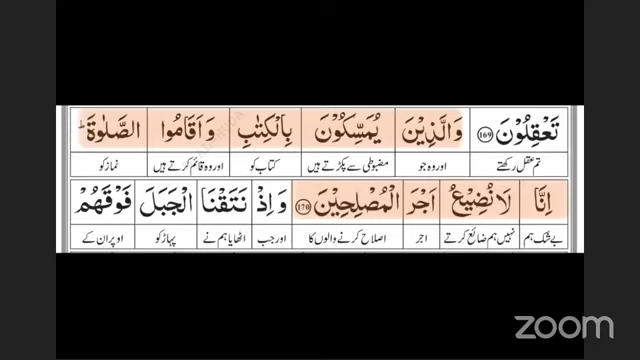 تَعْقِلُوْنَ ۝169 وَالَّذِيْنَ يُمَسِّكُوْنَ بِالْكِتٰبِ وَاَقَامُوا الصَّلٰوةَ ؕ
تم عقل رکھتے اور وہ جو مضبوطی سے پکڑتے ہیں کتاب کو اور وہ قائم کرتے ہیں نماز کو
اِنَّا لَا نُضِيْعُ اَجْرَ الْمُصْلِحِيْنَ ۝170 وَاِذْ نَتَقْنَا الْجَبَلَ فَوْقَهُمْ
بے شک ہم نہیں ہم ضائع کرتے اجر اصلاح کرنے والوں کا اور جب اٹھایا ہم نے پہاڑ کو اوپر ان کے
zoom